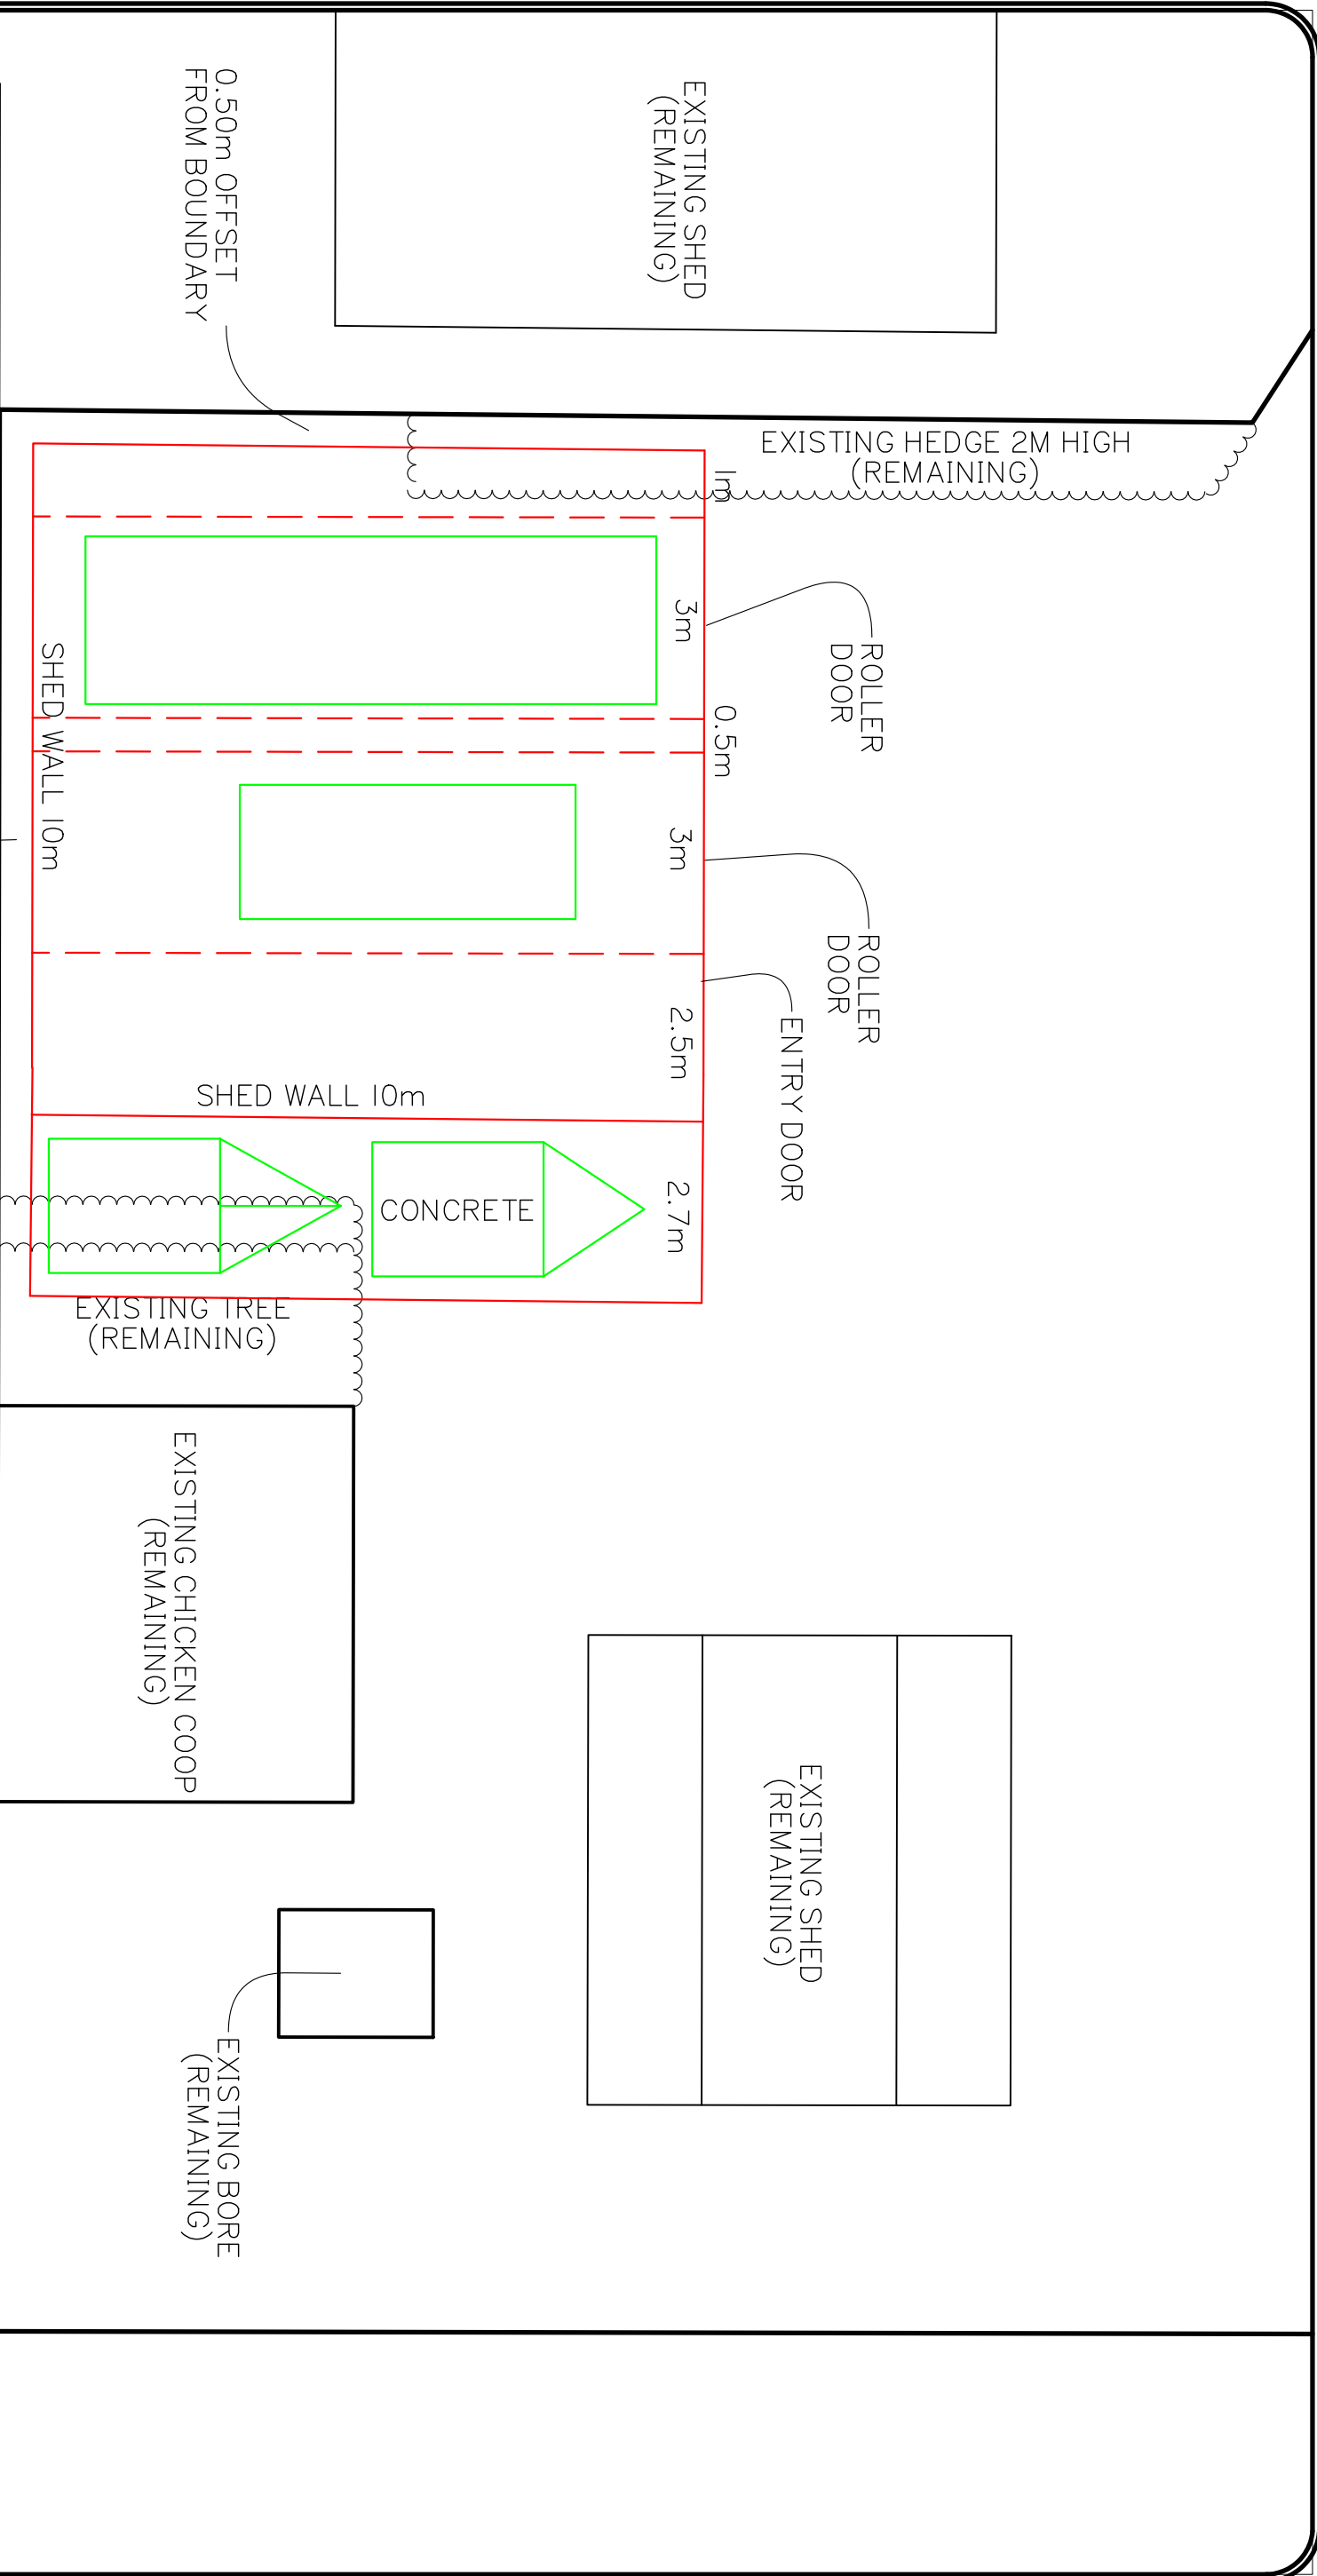 EXISTING SHED
(REMAINING)
0.50m OFFSET
FROM BOUNDARY
EXISTING HEDGE 2M HIGH
(REMAINING)
1m
3m
ROLLER
DOOR
0.5m
SHED WALL 10m
3m
ROLLER
DOOR
2.5m
ENTRY DOOR
SHED WALL 10m
2.7m
CONCRETE
EXISTING TREE
(REMAINING)
EXISTING CHICKEN COOP
(REMAINING)
EXISTING SHED
(REMAINING)
EXISTING BORE
(REMAINING)